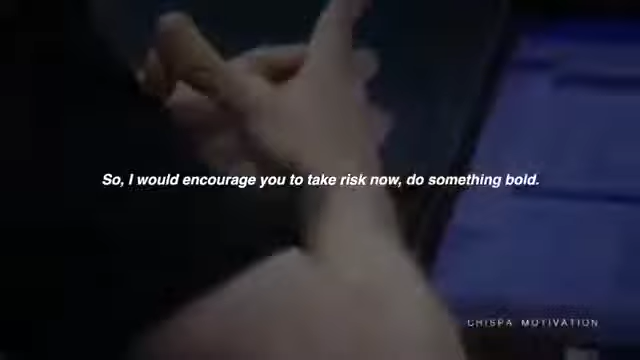 So, I would encourage you to take risk now, do something bold.
CHISPA MOTIVATION